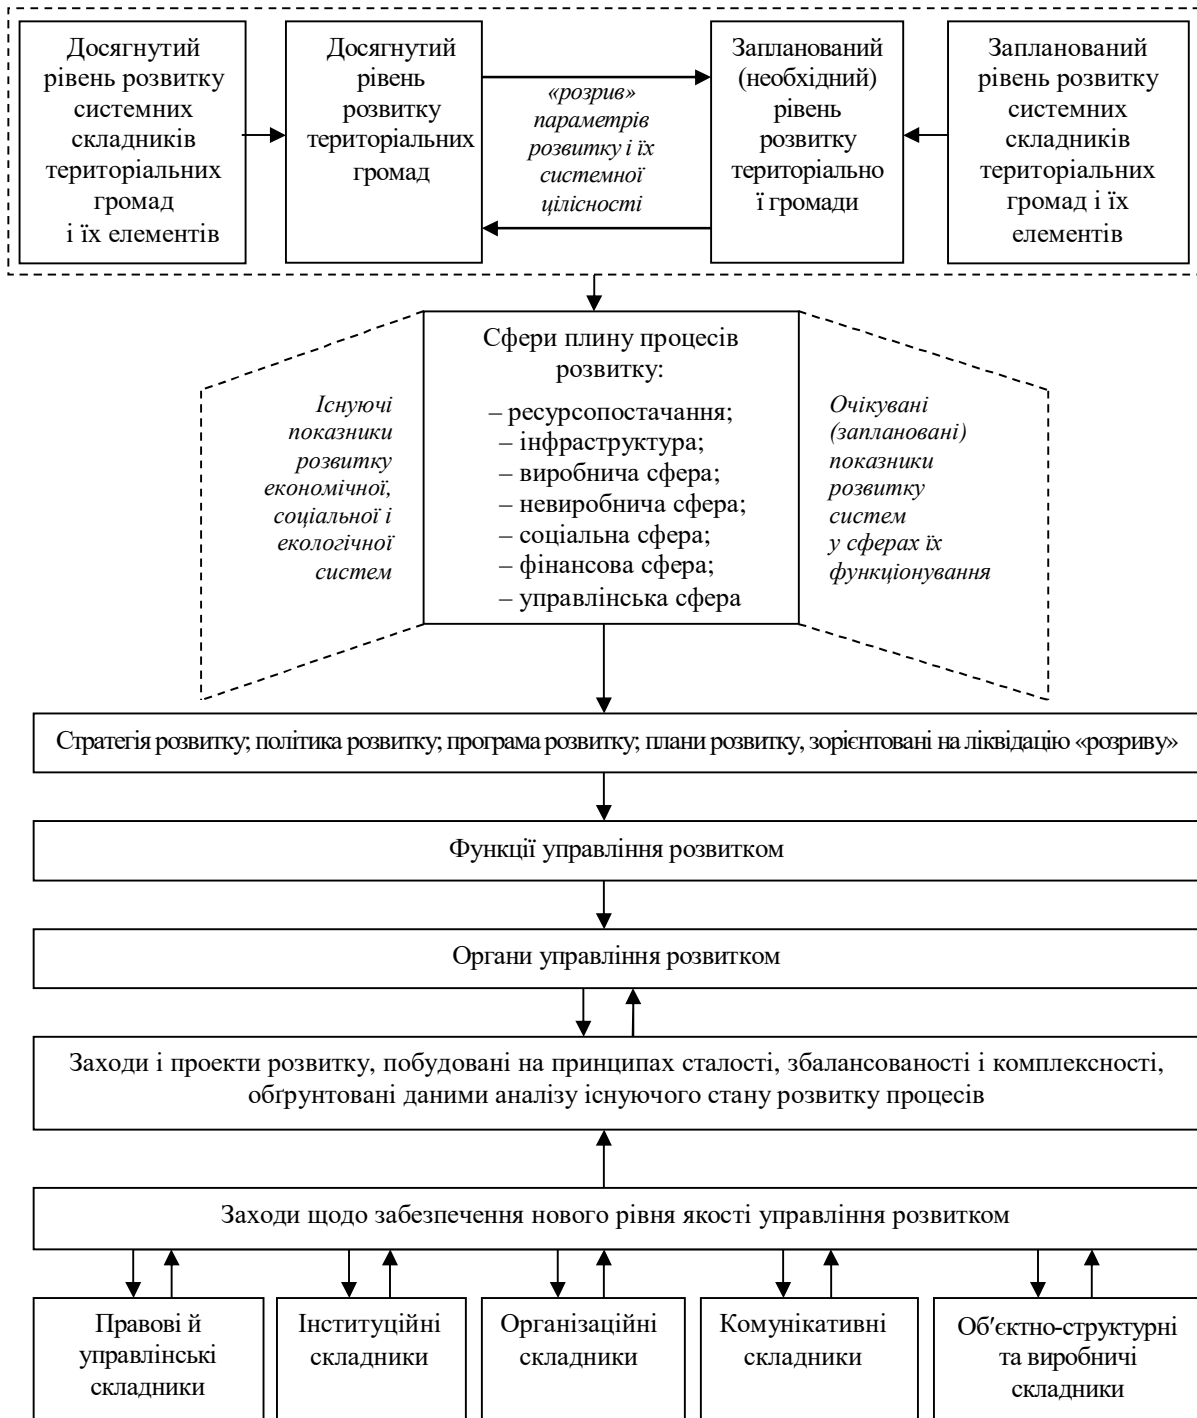 Досягнутий
рівень розвитку
системних
складників
територіальних
громад
і їх елементів
Досягнутий
рівень
розвитку
територіальних
громад
«розрив»
параметрів
розвитку і їх
системної
цілісності
Запланований
(необхідний)
рівень
розвитку
територіально
ї громади
Запланований
рівень розвитку
системних
складників
територіальних
громад і їх
елементів
Існуючі
показники
розвитку
економічної,
соціальної і
екологічної
систем
Сфери плину процесів
розвитку:
– ресурсопостачання;
– інфраструктура;
– виробнича сфера;
– невиробнича сфера;
– соціальна сфера;
– фінансова сфера;
– управлінська сфера
Очікувані
(заплановані)
показники
розвитку
систем
у сферах їх
функціонування
Стратегія розвитку; політика розвитку; програма розвитку; плани розвитку, зорієнтовані на ліквідацію «розриву»
Функції управління розвитком
Органи управління розвитком
Заходи і проекти розвитку, побудовані на принципах сталості, збалансованості і комплексності,
обґрунтовані даними аналізу існуючого стану розвитку процесів
Заходи щодо забезпечення нового рівня якості управління розвитком
Правові й
управлінські
складники
Інституційні
складники
Організаційні
складники
Комунікативні
складники
Об′єктно-структурні
та виробничі
складники